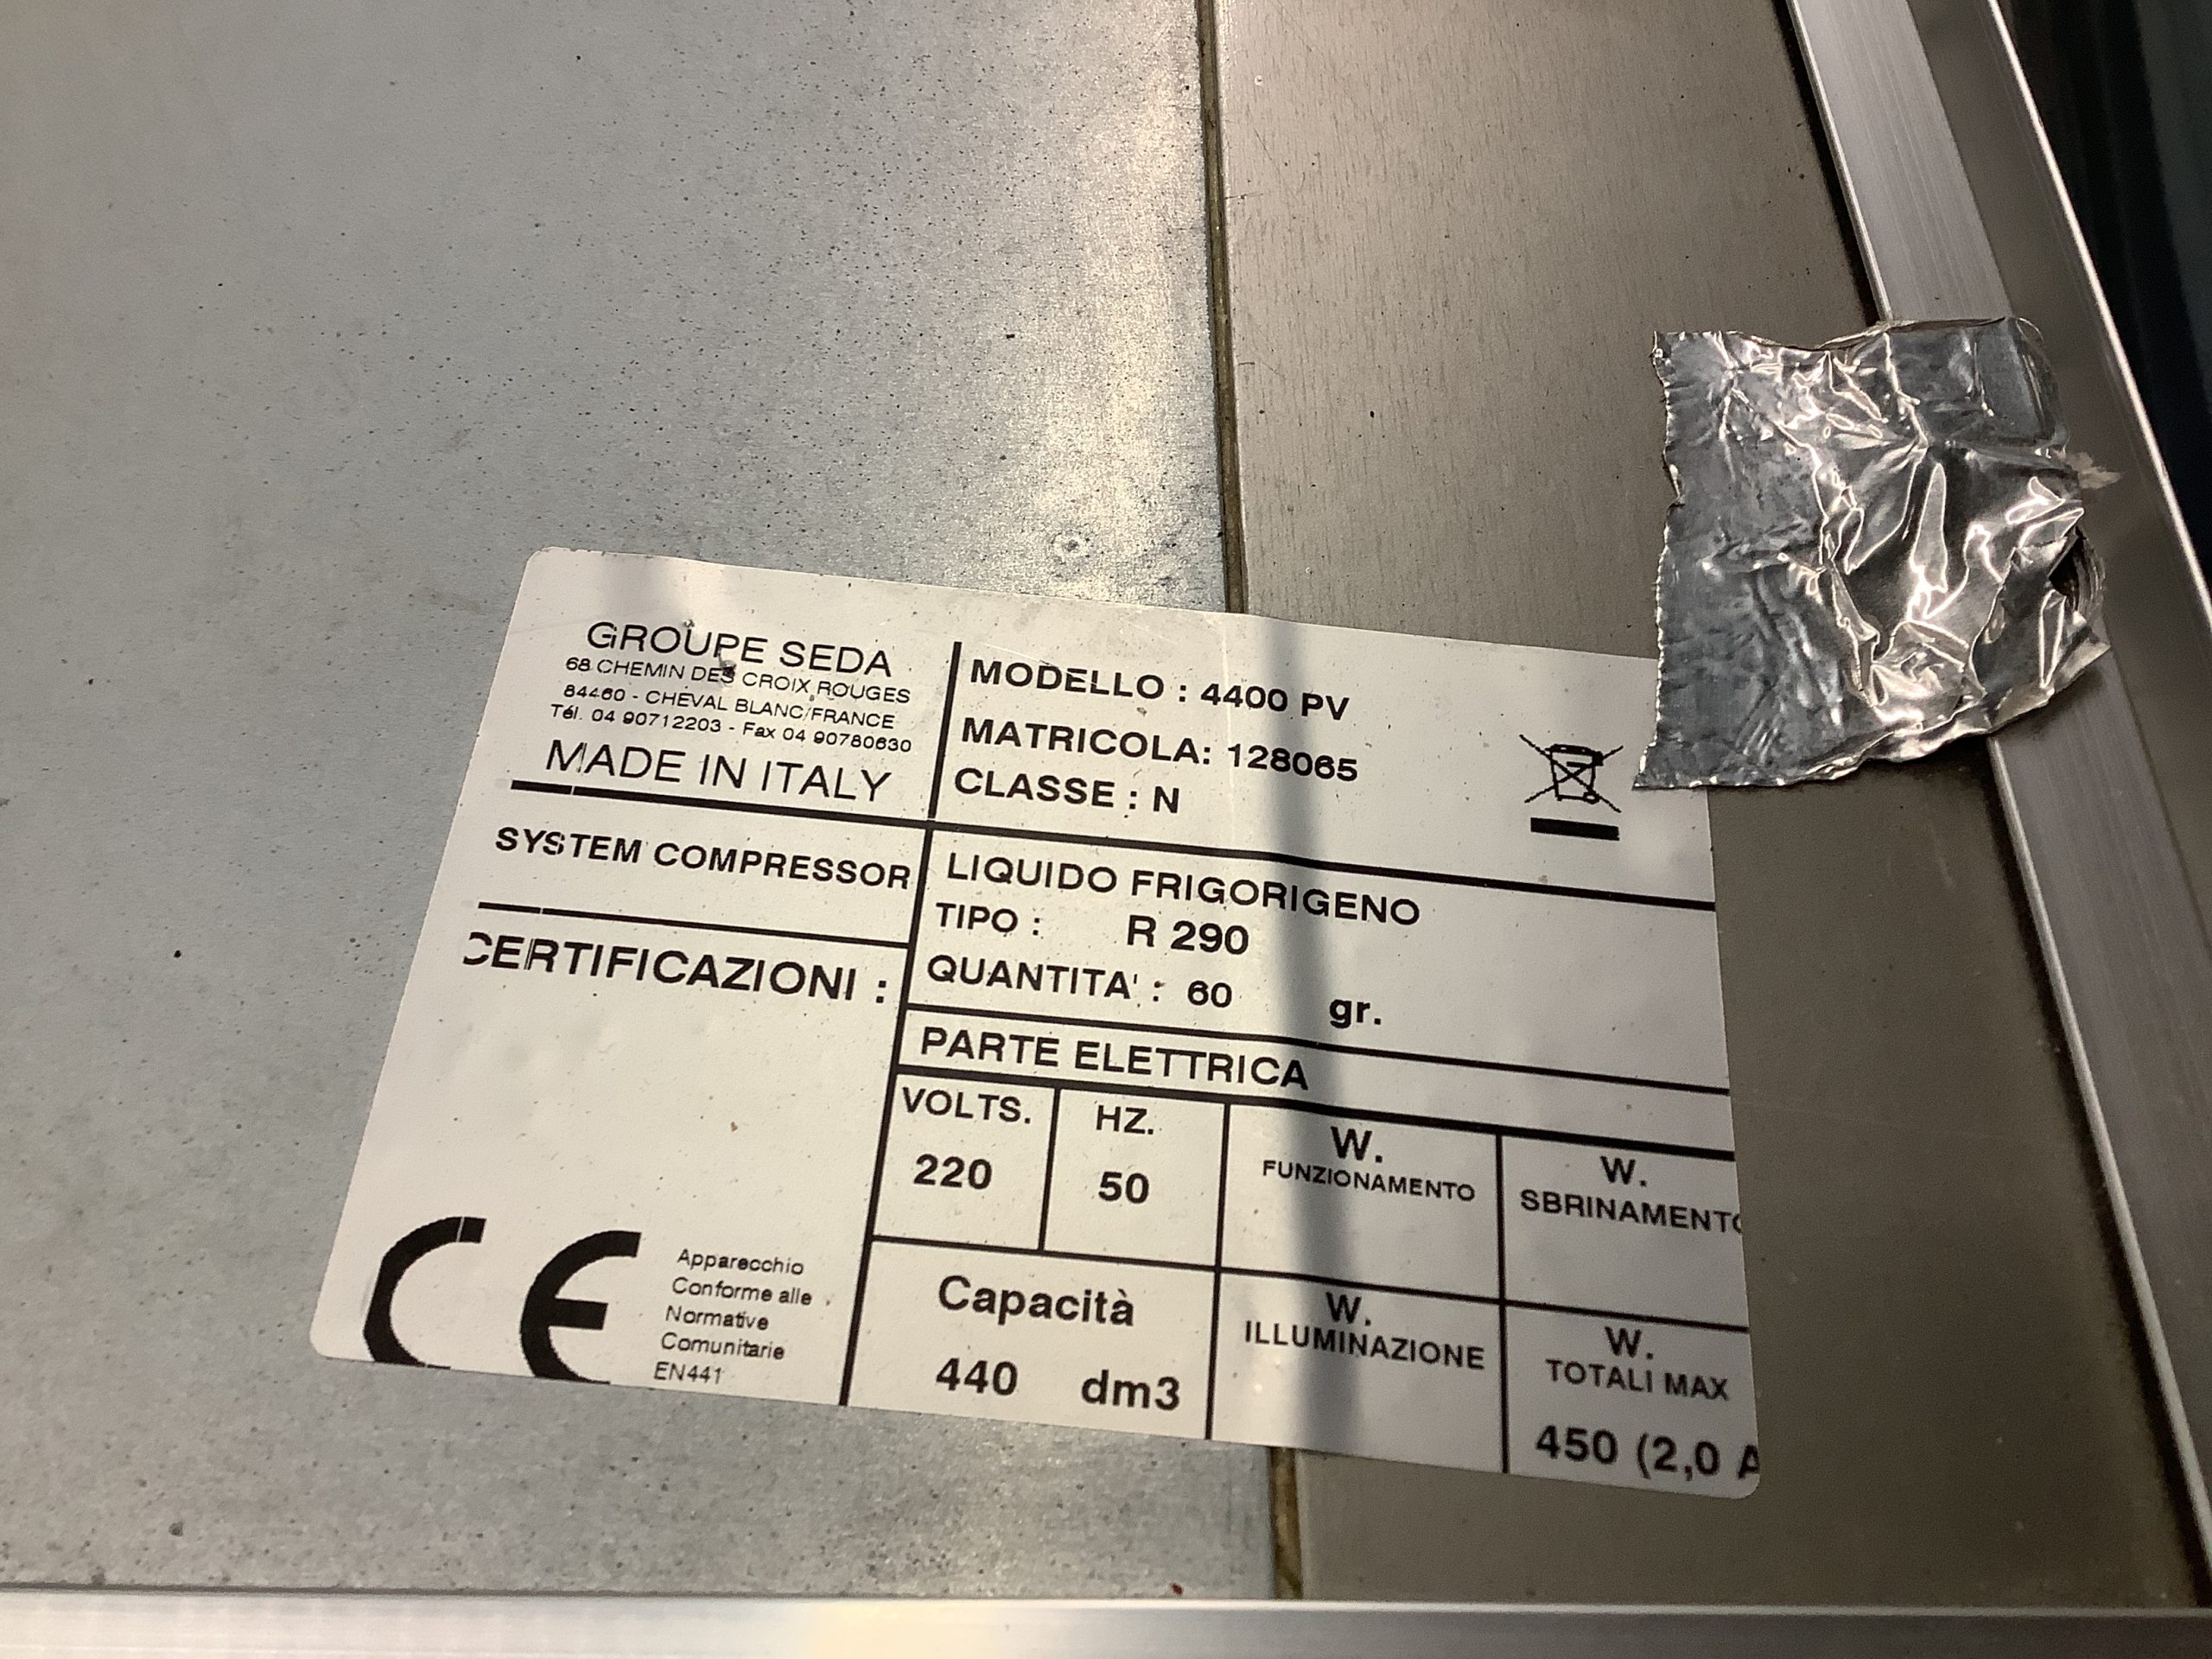 GROUPE SEDA
68 CHEMIN DES CROIX ROUGES
84460 - CHEVAL BLANC/FRANCE
Tél. 04 90712203 - Fax 04 90780630
MADE IN ITALY
MODELLO : 4400 PV
MATRICOLA: 128065
CLASSE : N
SYSTEM COMPRESSOR
CERTIFICAZIONI :
LIQUIDO FRIGORIGENO
TIPO : R 290
QUANTITA' : 60 gr.
PARTE ELETTRICA
VOLTS.
220
HZ.
50
W.
FUNZIONAMENTO
W.
SBRINAMENTO
Capacità
440 dm3
W.
ILLUMINAZIONE
W.
TOTALI MAX
450 (2,0 A
CE
Apparecchio
Conforme alle
Normative
Comunitarie
EN441